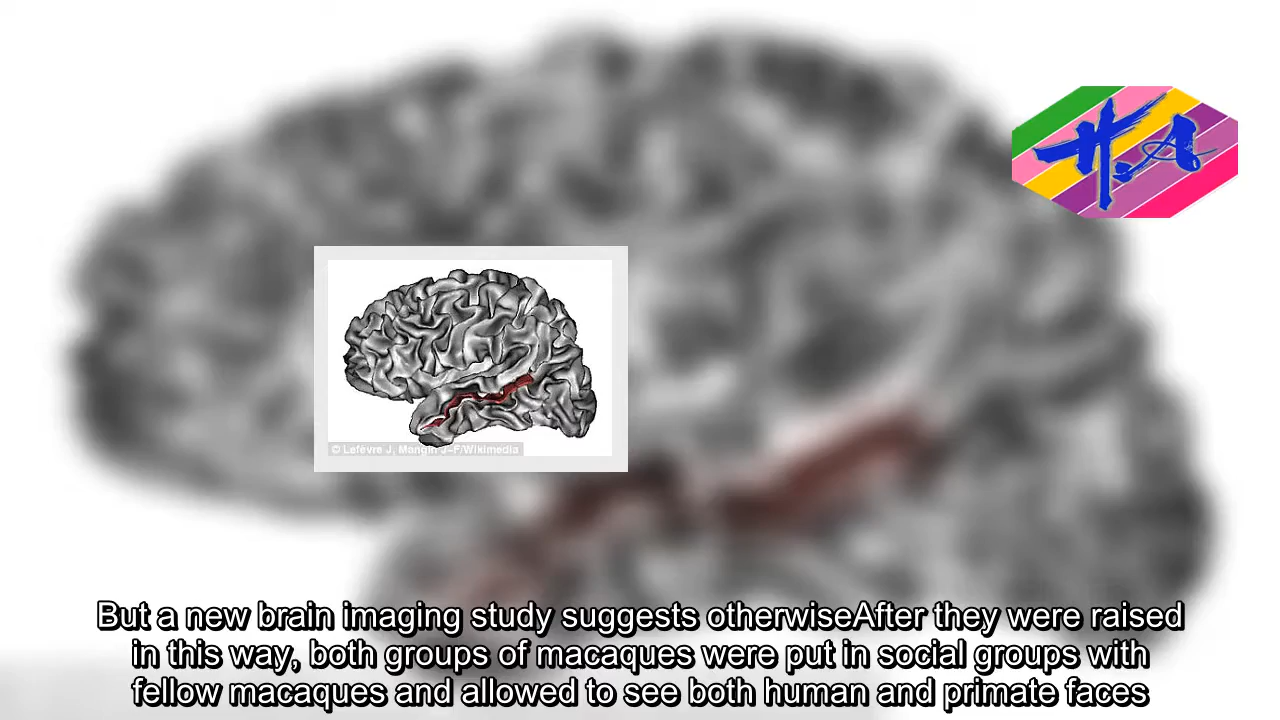 H.A
© Lefèvre J, Mangin J-F/Wikimedia
But a new brain imaging study suggests otherwiseAfter they were raised
in this way, both groups of macaques were put in social groups with
fellow macaques and allowed to see both human and primate faces